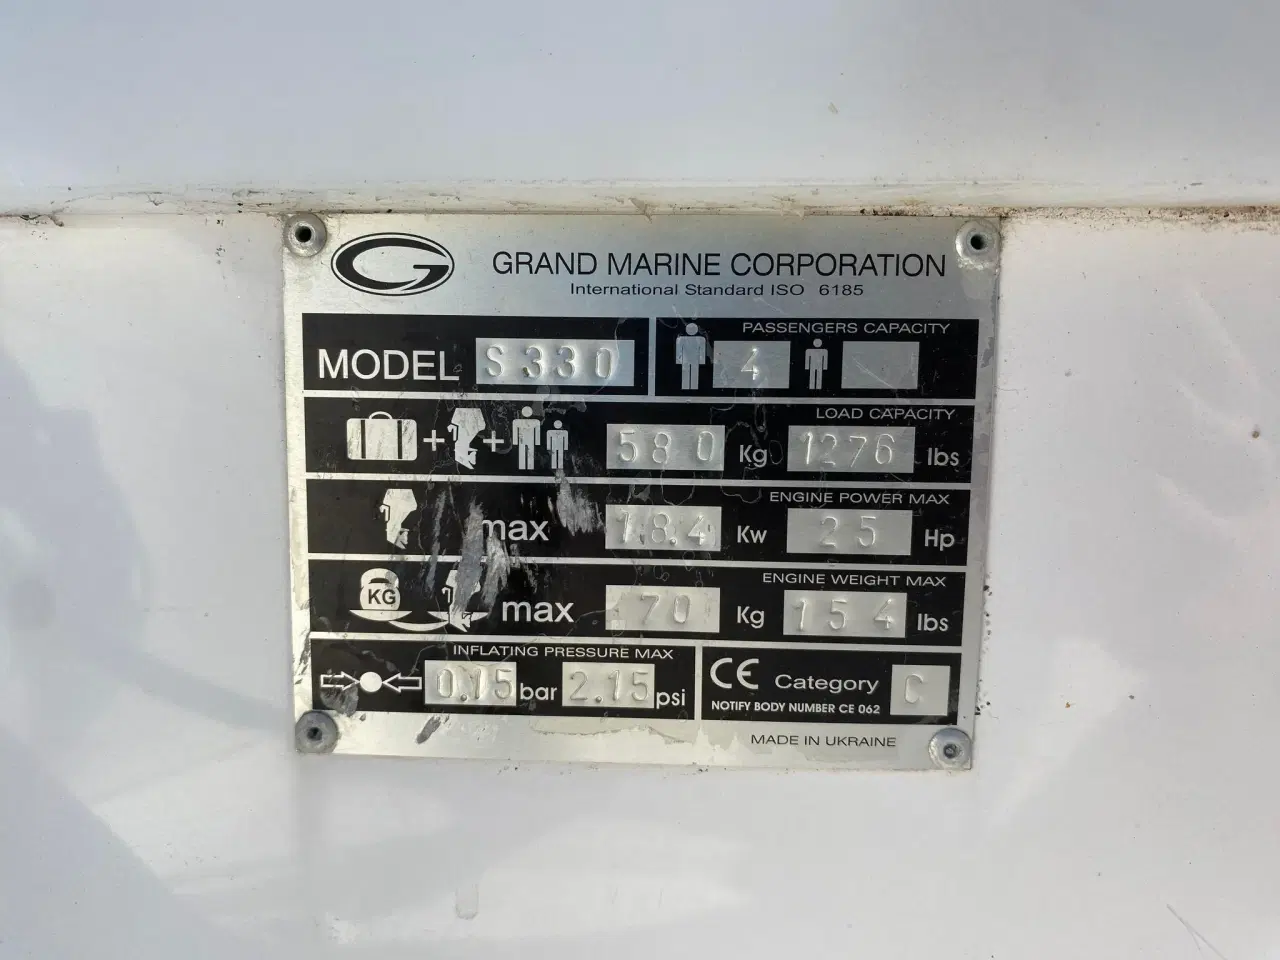 G GRAND MARINE CORPORATION
International Standard ISO 6185
MODEL S330
PASSENGERS CAPACITY
4
LOAD CAPACITY
+ + 580 Kg 1276 lbs
ENGINE POWER MAX
max 18.4 Kw 25 Hp
ENGINE WEIGHT MAX
KG max 70 Kg 154 lbs
INFLATING PRESSURE MAX
0.15 bar 2.15 psi
CE Category C
NOTIFY BODY NUMBER CE 062
MADE IN UKRAINE